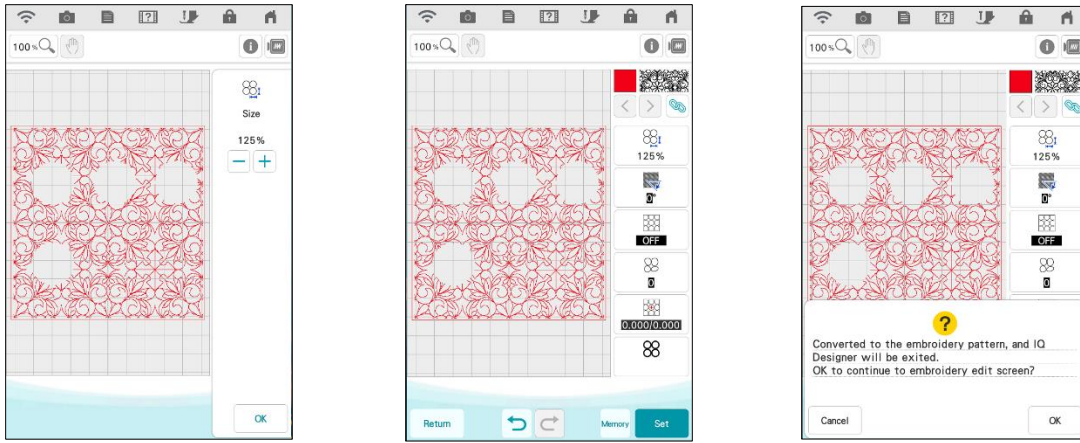 100 %
Size
125%
OK
100 %
125%
0°
OFF
0
0.000/0.000
Return
Memory
Set
100 %
125%
0°
OFF
0
?
Converted to the embroidery pattern, and IQ
Designer will be exited.
OK to continue to embroidery edit screen?
Cancel
OK